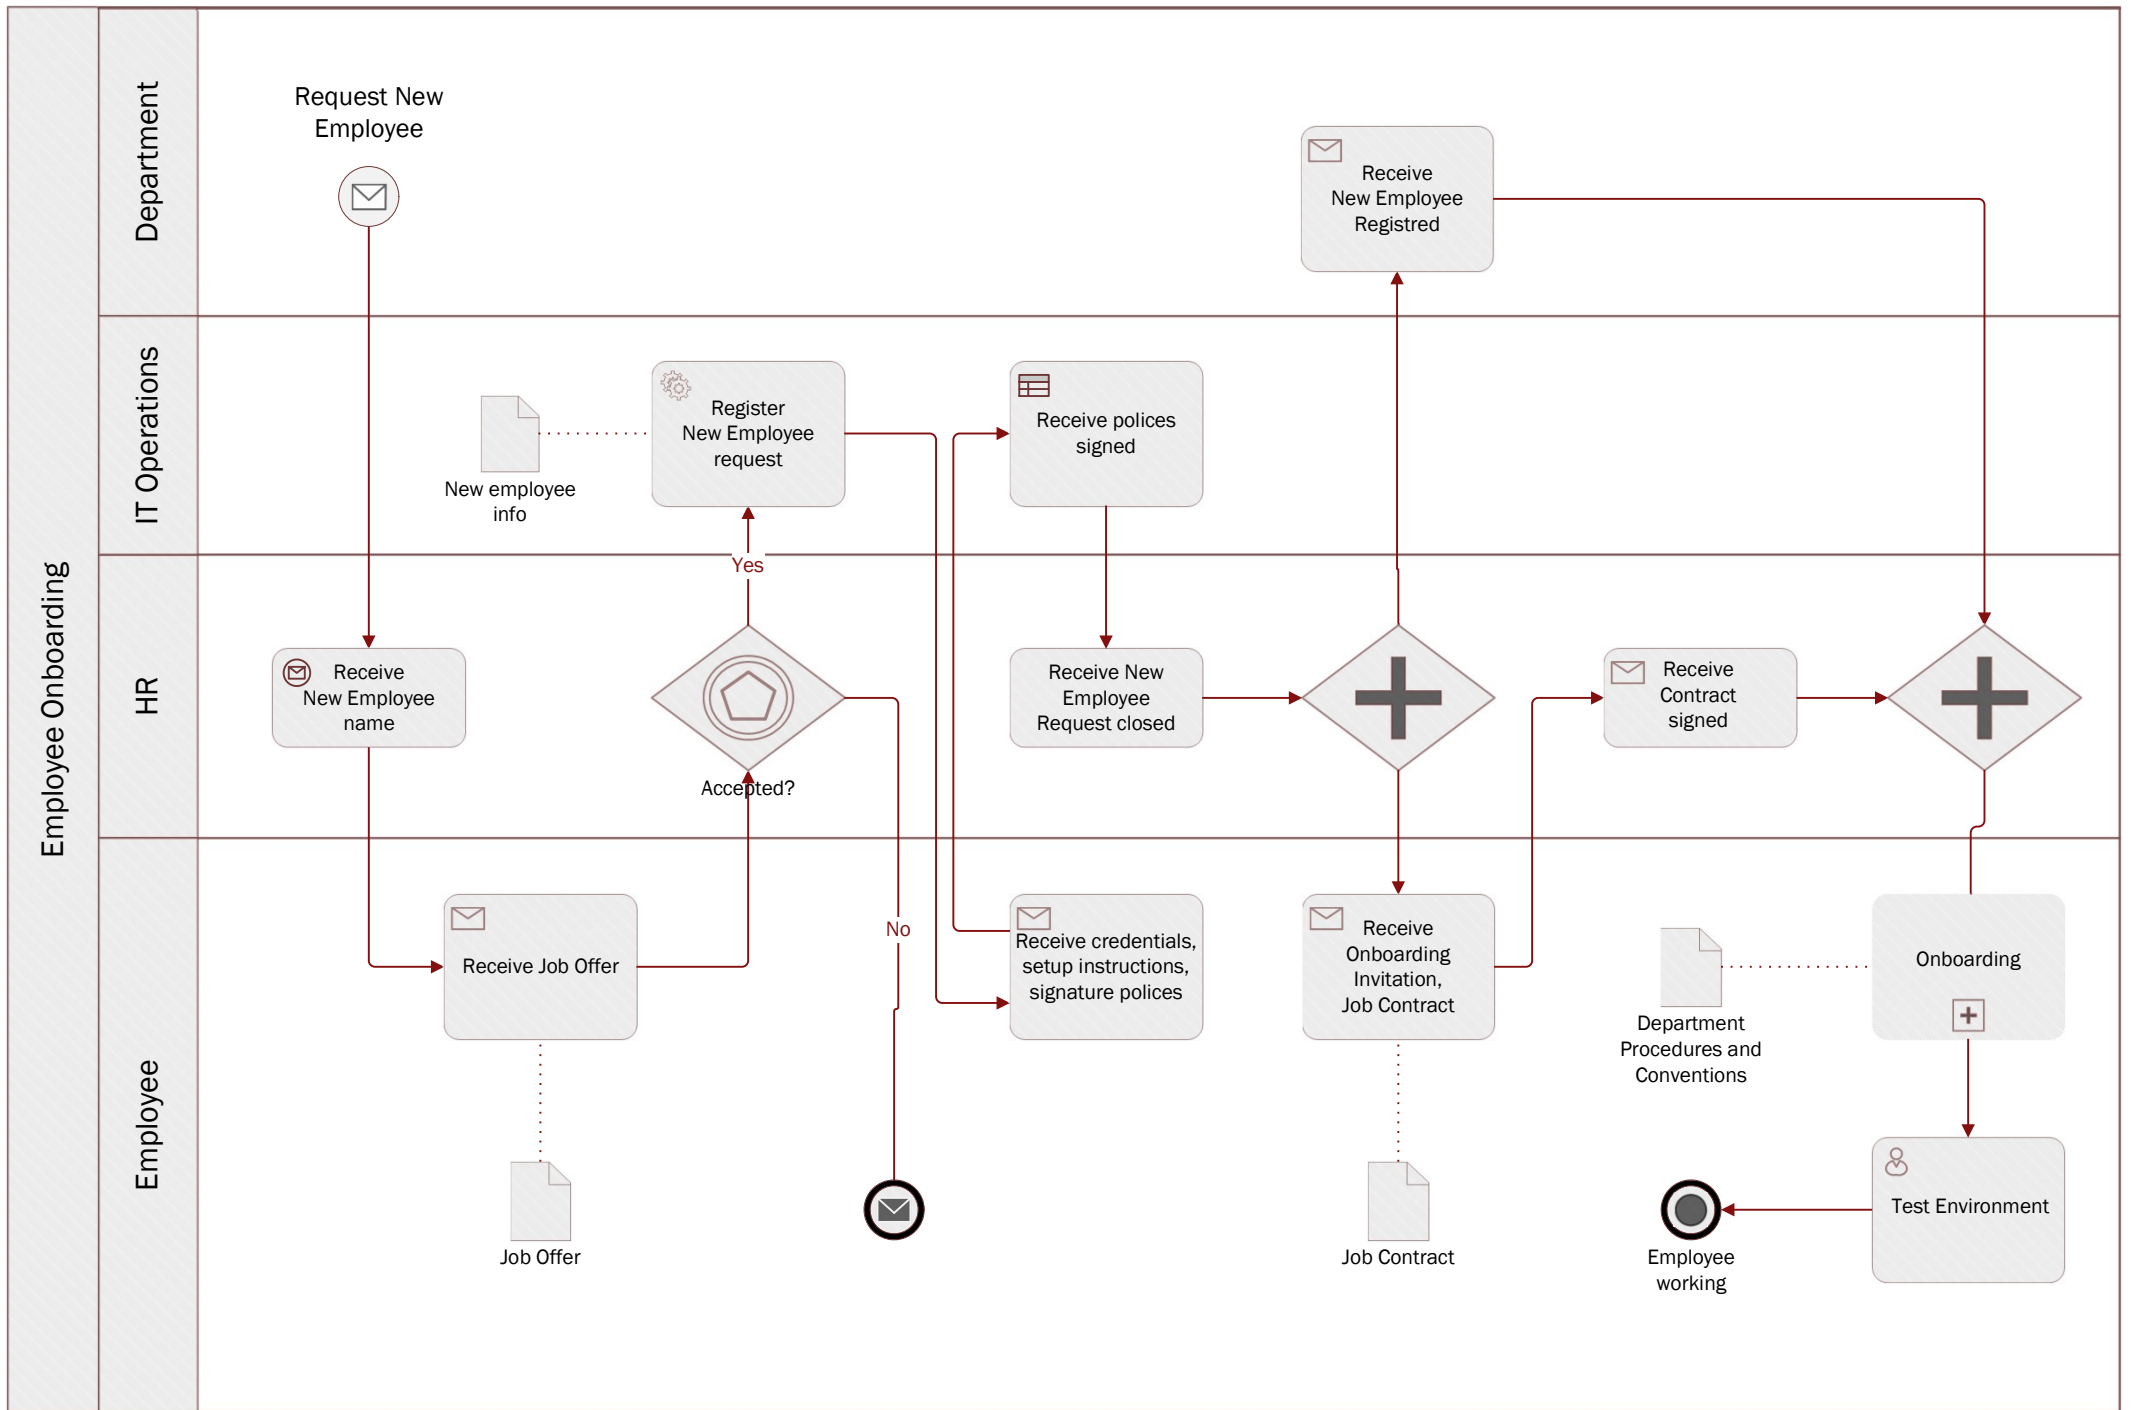 Employee Onboarding
Department
Request New
Employee
Receive
New Employee
Registred
IT Operations
New employee
info
Register
New Employee
request
Receive polices
signed
Yes
HR
Receive
New Employee
name
Accepted?
Receive New
Employee
Request closed
Receive
Contract
signed
Employee
Receive Job Offer
Job Offer
No
Receive credentials,
setup instructions,
signature polices
Receive
Onboarding
Invitation,
Job Contract
Job Contract
Department
Procedures and
Conventions
Onboarding
Test Environment
Employee
working